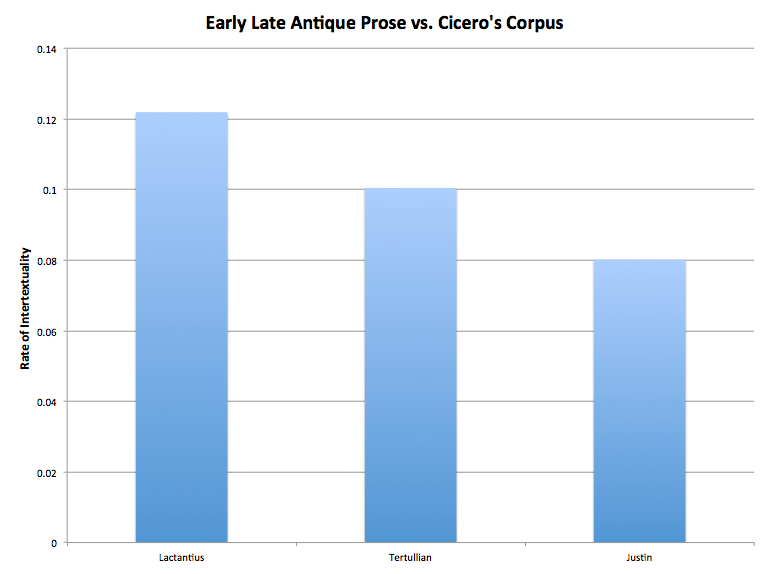 Early Late Antique Prose vs. Cicero's Corpus
0.14
0.12
0.1
0.08
0.06
0.04
0.02
0
Rate of Intertextuality
Lactantius Tertullian Justin